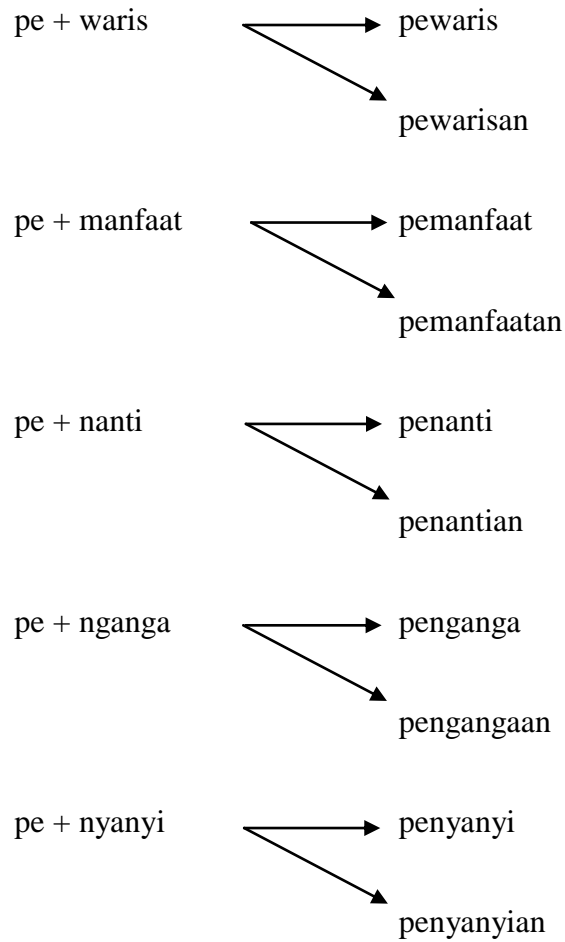 pe + waris pewaris
pewarisan
pe + manfaat pemanfaat
pemanfaatan
pe + nanti penanti
penantian
pe + nganga penganga
pengangaan
pe + nyanyi penyanyi
penyanyian